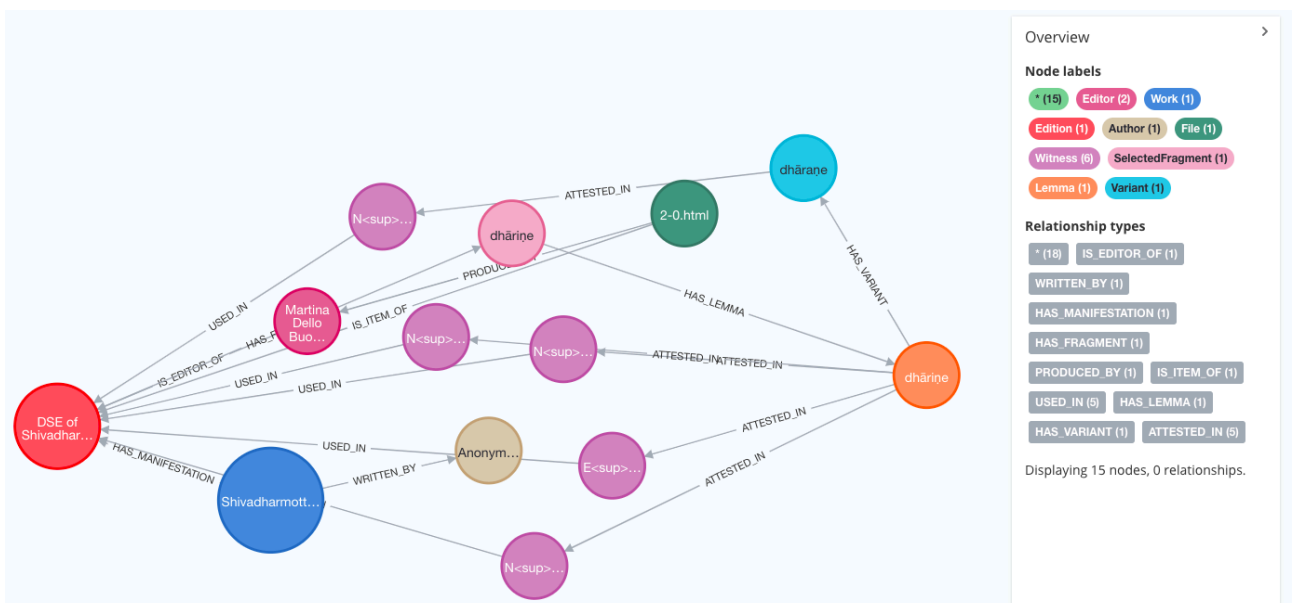 dhāraṇe
ATTESTED_IN
N<sup>...
2-0.html
dhāriṇe
HAS_VARIANT
PRODUC
HAS_LEMMA
USED_IN
Martina
Dello
Buo...
IS_ITEM_OF
HAS_F
IS_EDITOR_OF
N<sup>...
N<sup>...
ATTESTED_IN
ATTESTED_IN
dhāriṇe
USED_IN
USED_IN
DSE of
Shivadhar...
ATTESTED_IN
USED_IN
HAS_MANIFESTATION
Anonym...
E<sup>...
WRITTEN_BY
ATTESTED_IN
Shivadharmott...
N<sup>...
Overview
Node labels
* (15) Editor (2) Work (1)
Edition (1) Author (1) File (1)
Witness (6) SelectedFragment (1)
Lemma (1) Variant (1)
Relationship types
* (18) IS_EDITOR_OF (1)
WRITTEN_BY (1)
HAS_MANIFESTATION (1)
HAS_FRAGMENT (1)
PRODUCED_BY (1) IS_ITEM_OF (1)
USED_IN (5) HAS_LEMMA (1)
HAS_VARIANT (1) ATTESTED_IN (5)
Displaying 15 nodes, 0 relationships.